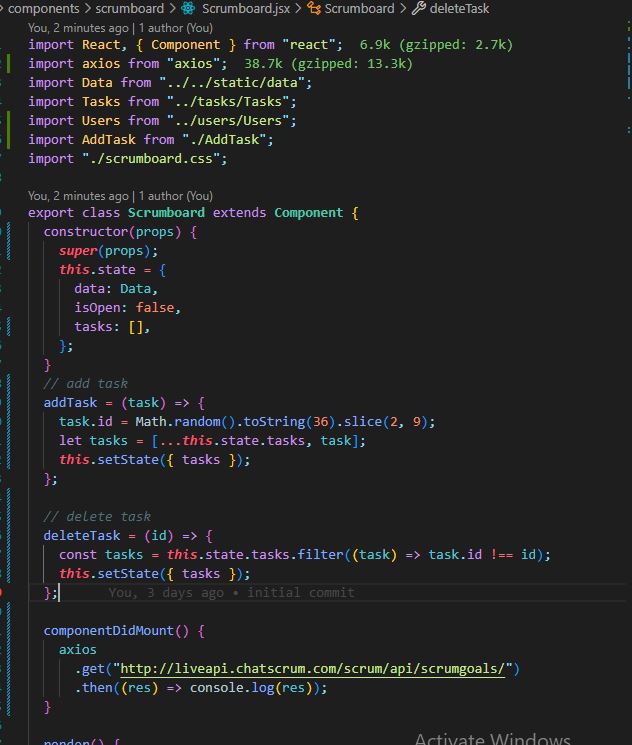 components > scrumboard > Scrumboard.jsx > Scrumboard > deleteTask
You, 2 minutes ago | 1 author (You)
import React, { Component } from "react"; 6.9k (gzipped: 2.7k)
import axios from "axios"; 38.7k (gzipped: 13.3k)
import Data from "../../static/data";
import Tasks from "../tasks/Tasks";
import Users from "../users/Users";
import AddTask from "./AddTask";
import "./scrumboard.css";
You, 2 minutes ago | 1 author (You)
export class Scrumboard extends Component {
constructor(props) {
super(props);
this.state = {
data: Data,
isOpen: false,
tasks: [],
};
}
// add task
addTask = (task) => {
task.id = Math.random().toString(36).slice(2, 9);
let tasks = [...this.state.tasks, task];
this.setState({ tasks });
};
// delete task
deleteTask = (id) => {
const tasks = this.state.tasks.filter((task) => task.id !== id);
this.setState({ tasks });
}; You, 3 days ago • initial commit
componentDidMount() {
axios
.get("http://liveapi.chatscrum.com/scrum/api/scrumgoals/")
.then((res) => console.log(res));
}
render() {
Activate Windows